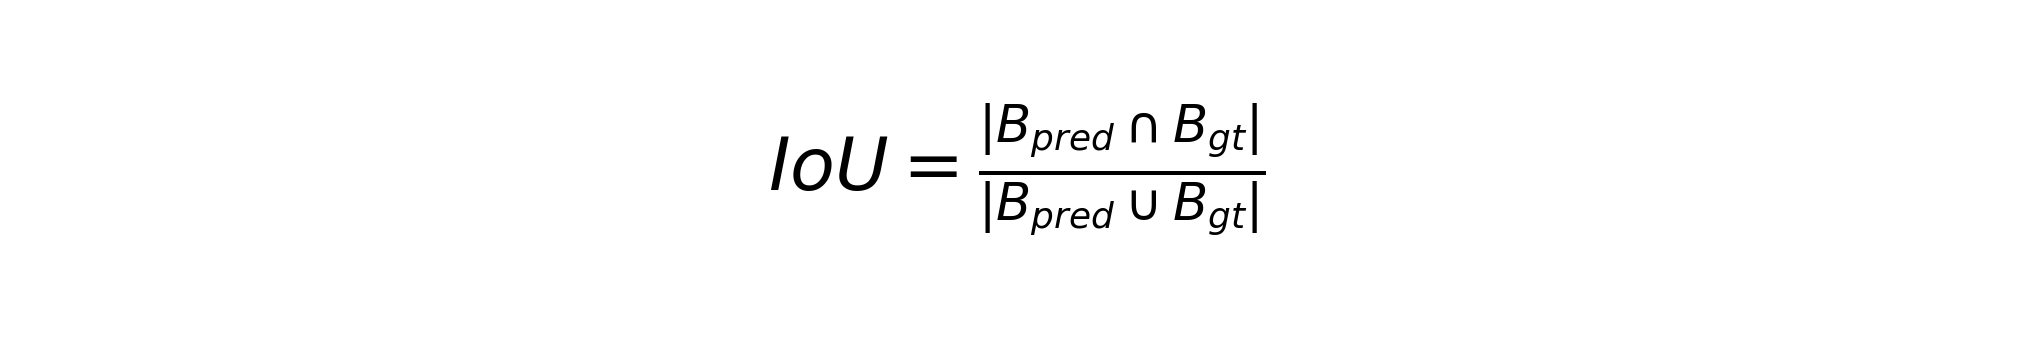 IoU = |B_pred ∩ B_gt| / |B_pred ∪ B_gt|